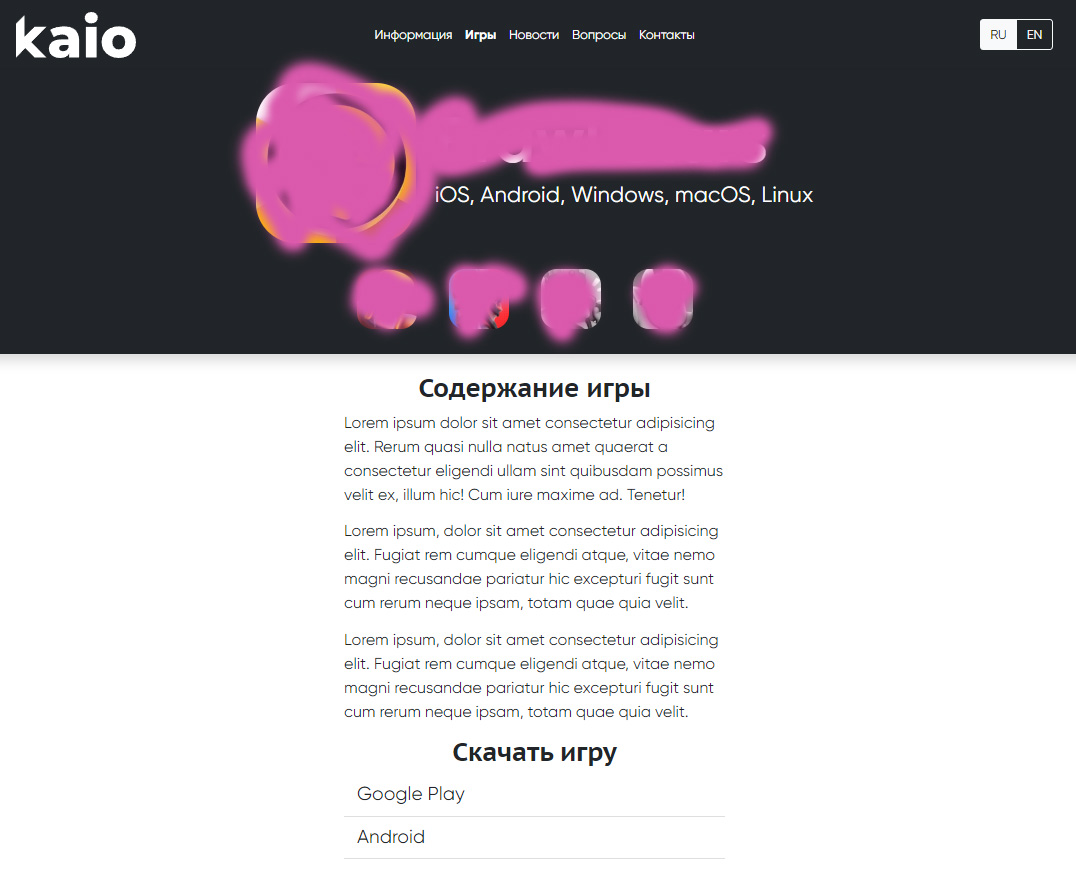 kaio
Информация Игры Новости Вопросы Контакты
RU EN
iOS, Android, Windows, macOS, Linux
Содержание игры
Lorem ipsum dolor sit amet consectetur adipisicing
elit. Rerum quasi nulla natus amet quaerat a
consectetur eligendi ullam sint quibusdam possimus
velit ex, illum hic! Cum iure maxime ad. Tenetur!
Lorem ipsum, dolor sit amet consectetur adipisicing
elit. Fugiat rem cumque eligendi atque, vitae nemo
magni recusandae pariatur hic excepturi fugit sunt
cum rerum neque ipsam, totam quae quia velit.
Lorem ipsum, dolor sit amet consectetur adipisicing
elit. Fugiat rem cumque eligendi atque, vitae nemo
magni recusandae pariatur hic excepturi fugit sunt
cum rerum neque ipsam, totam quae quia velit.
Скачать игру
Google Play
Android